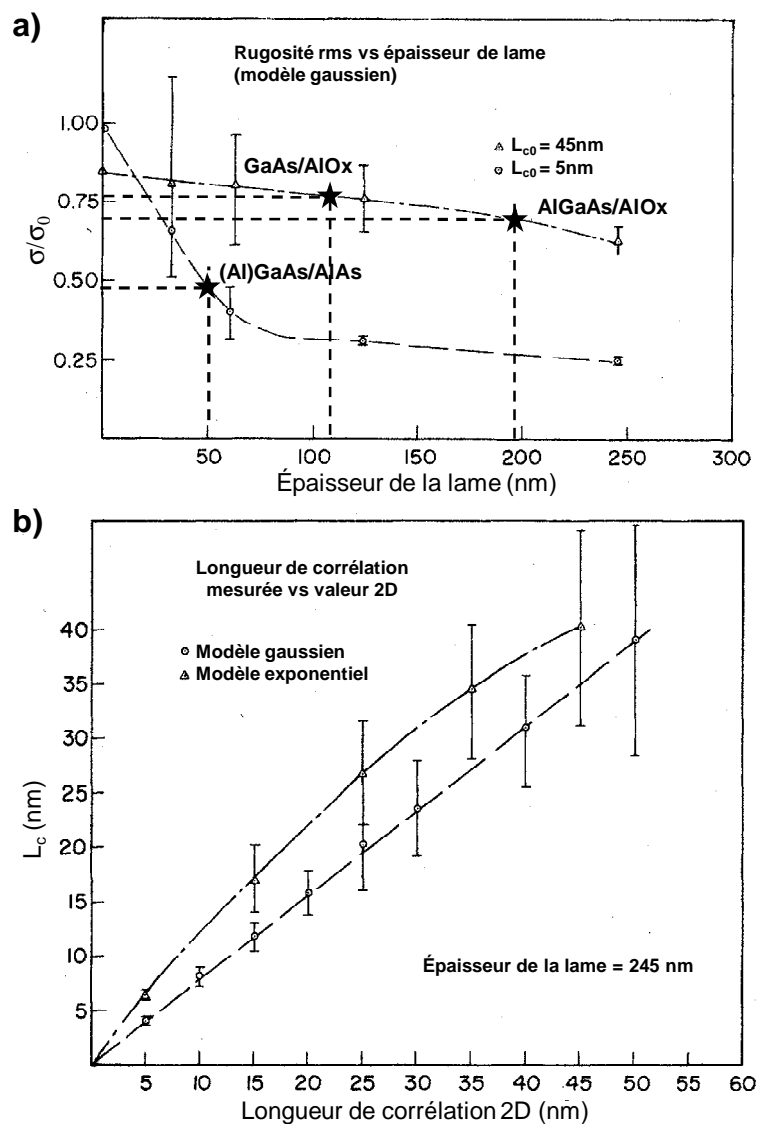 a)
Rugosité rms vs épaisseur de lame
(modèle gaussien)
1.00
0.75
0.50
0.25
σ/σ₀
GaAs/AlOx
L_c0 = 45nm
L_c0 = 5nm
AlGaAs/AlOx
(Al)GaAs/AlAs
50 100 150 200 250 300
Épaisseur de la lame (nm)
b)
Longueur de corrélation
mesurée vs valeur 2D
Modèle gaussien
Modèle exponentiel
40
35
30
25
20
15
10
5
L_c (nm)
Épaisseur de la lame = 245 nm
5 10 15 20 25 30 35 40 45 50 55 60
Longueur de corrélation 2D (nm)